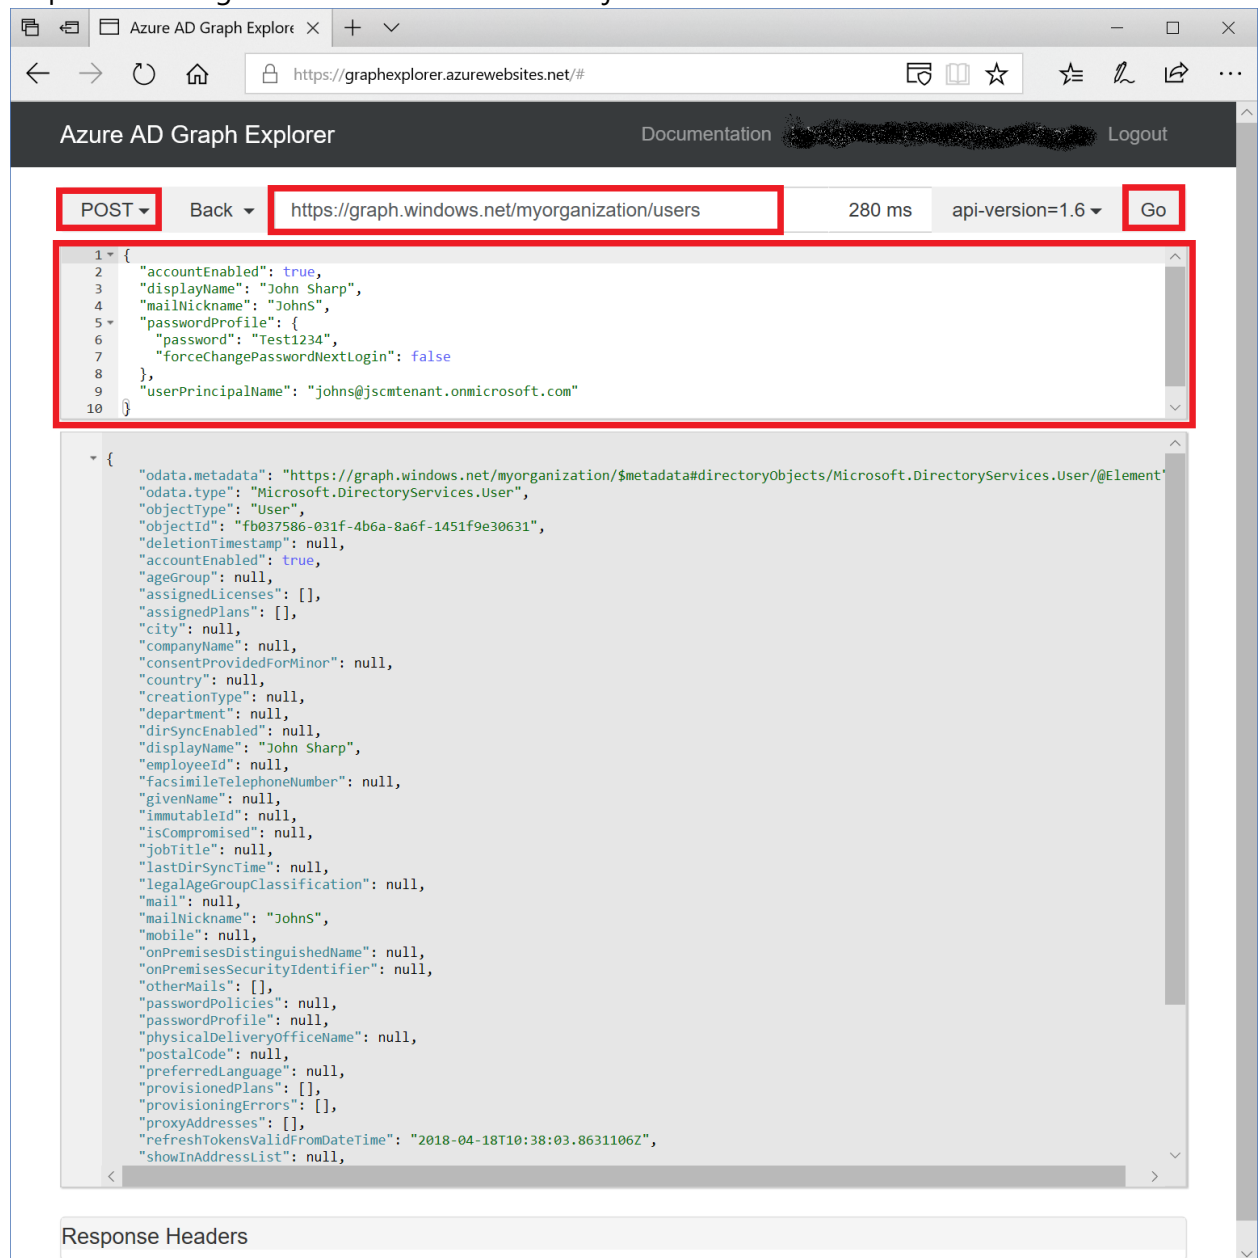 Azure AD Graph Explore
https://graphexplorer.azurewebsites.net/#
Azure AD Graph Explorer Documentation Logout
POST Back https://graph.windows.net/myorganization/users 280 ms api-version=1.6 Go
1 {
2 "accountEnabled": true,
3 "displayName": "John Sharp",
4 "mailNickname": "JohnS",
5 "passwordProfile": {
6 "password": "Test1234",
7 "forceChangePasswordNextLogin": false
8 },
9 "userPrincipalName": "johns@jscmtenant.onmicrosoft.com"
10 }
{
"odata.metadata": "https://graph.windows.net/myorganization/$metadata#directoryObjects/Microsoft.DirectoryServices.User/@Element"
"odata.type": "Microsoft.DirectoryServices.User",
"objectType": "User",
"objectId": "fb037586-031f-4b6a-8a6f-1451f9e30631",
"deletionTimestamp": null,
"accountEnabled": true,
"ageGroup": null,
"assignedLicenses": [],
"assignedPlans": [],
"city": null,
"companyName": null,
"consentProvidedForMinor": null,
"country": null,
"creationType": null,
"department": null,
"dirSyncEnabled": null,
"displayName": "John Sharp",
"employeeId": null,
"facsimileTelephoneNumber": null,
"givenName": null,
"immutableId": null,
"isCompromised": null,
"jobTitle": null,
"lastDirSyncTime": null,
"legalAgeGroupClassification": null,
"mail": null,
"mailNickname": "JohnS",
"mobile": null,
"onPremisesDistinguishedName": null,
"onPremisesSecurityIdentifier": null,
"otherMails": [],
"passwordPolicies": null,
"passwordProfile": null,
"physicalDeliveryOfficeName": null,
"postalCode": null,
"preferredLanguage": null,
"provisionedPlans": [],
"provisioningErrors": [],
"proxyAddresses": [],
"refreshTokensValidFromDateTime": "2018-04-18T10:38:03.8631106Z",
"showInAddressList": null,
Response Headers